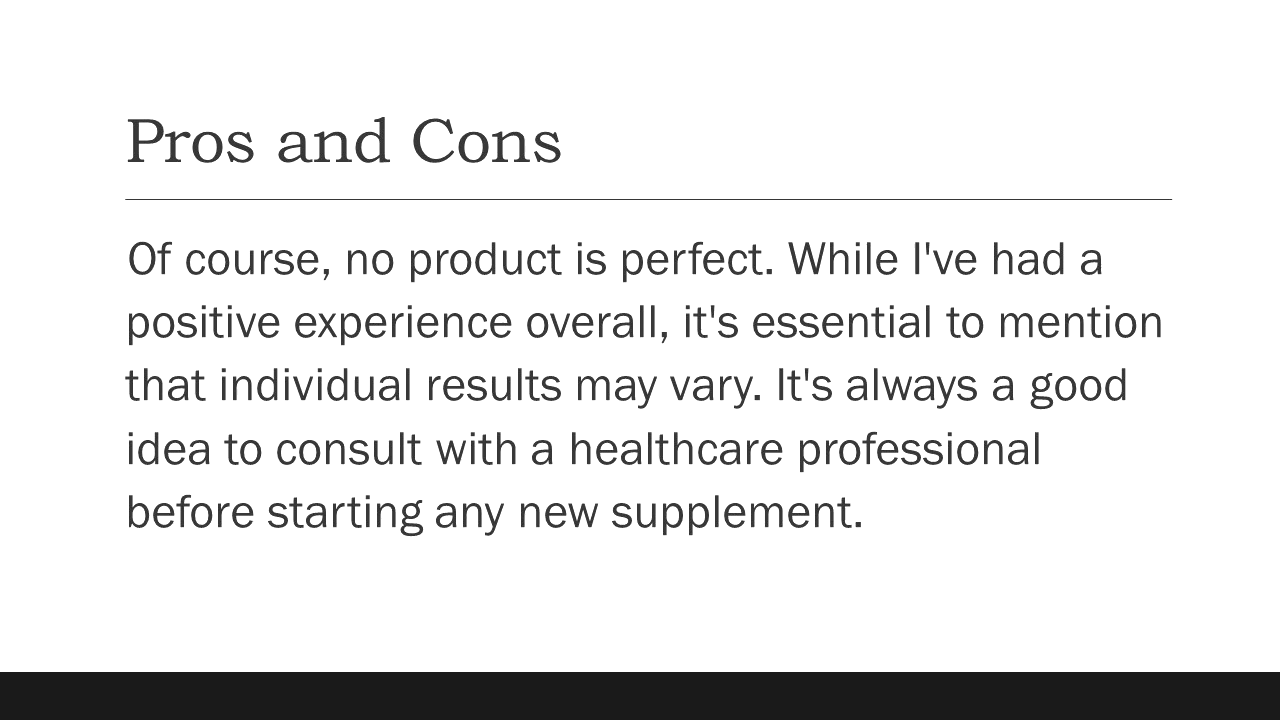 Pros and Cons
Of course, no product is perfect. While I've had a
positive experience overall, it's essential to mention
that individual results may vary. It's always a good
idea to consult with a healthcare professional
before starting any new supplement.